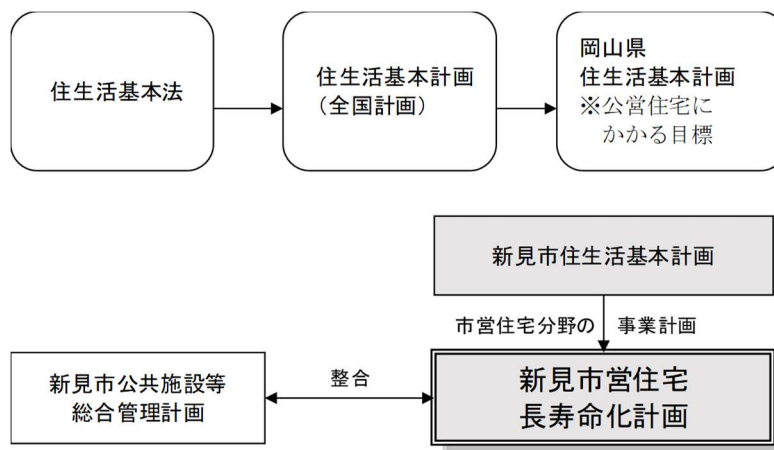 住生活基本法
住生活基本計画
（全国計画）
岡山県
住生活基本計画
※公営住宅に
かかる目標
新見市住生活基本計画
市営住宅分野の 事業計画
新見市公共施設等
総合管理計画
整合
新見市営住宅
長寿命化計画